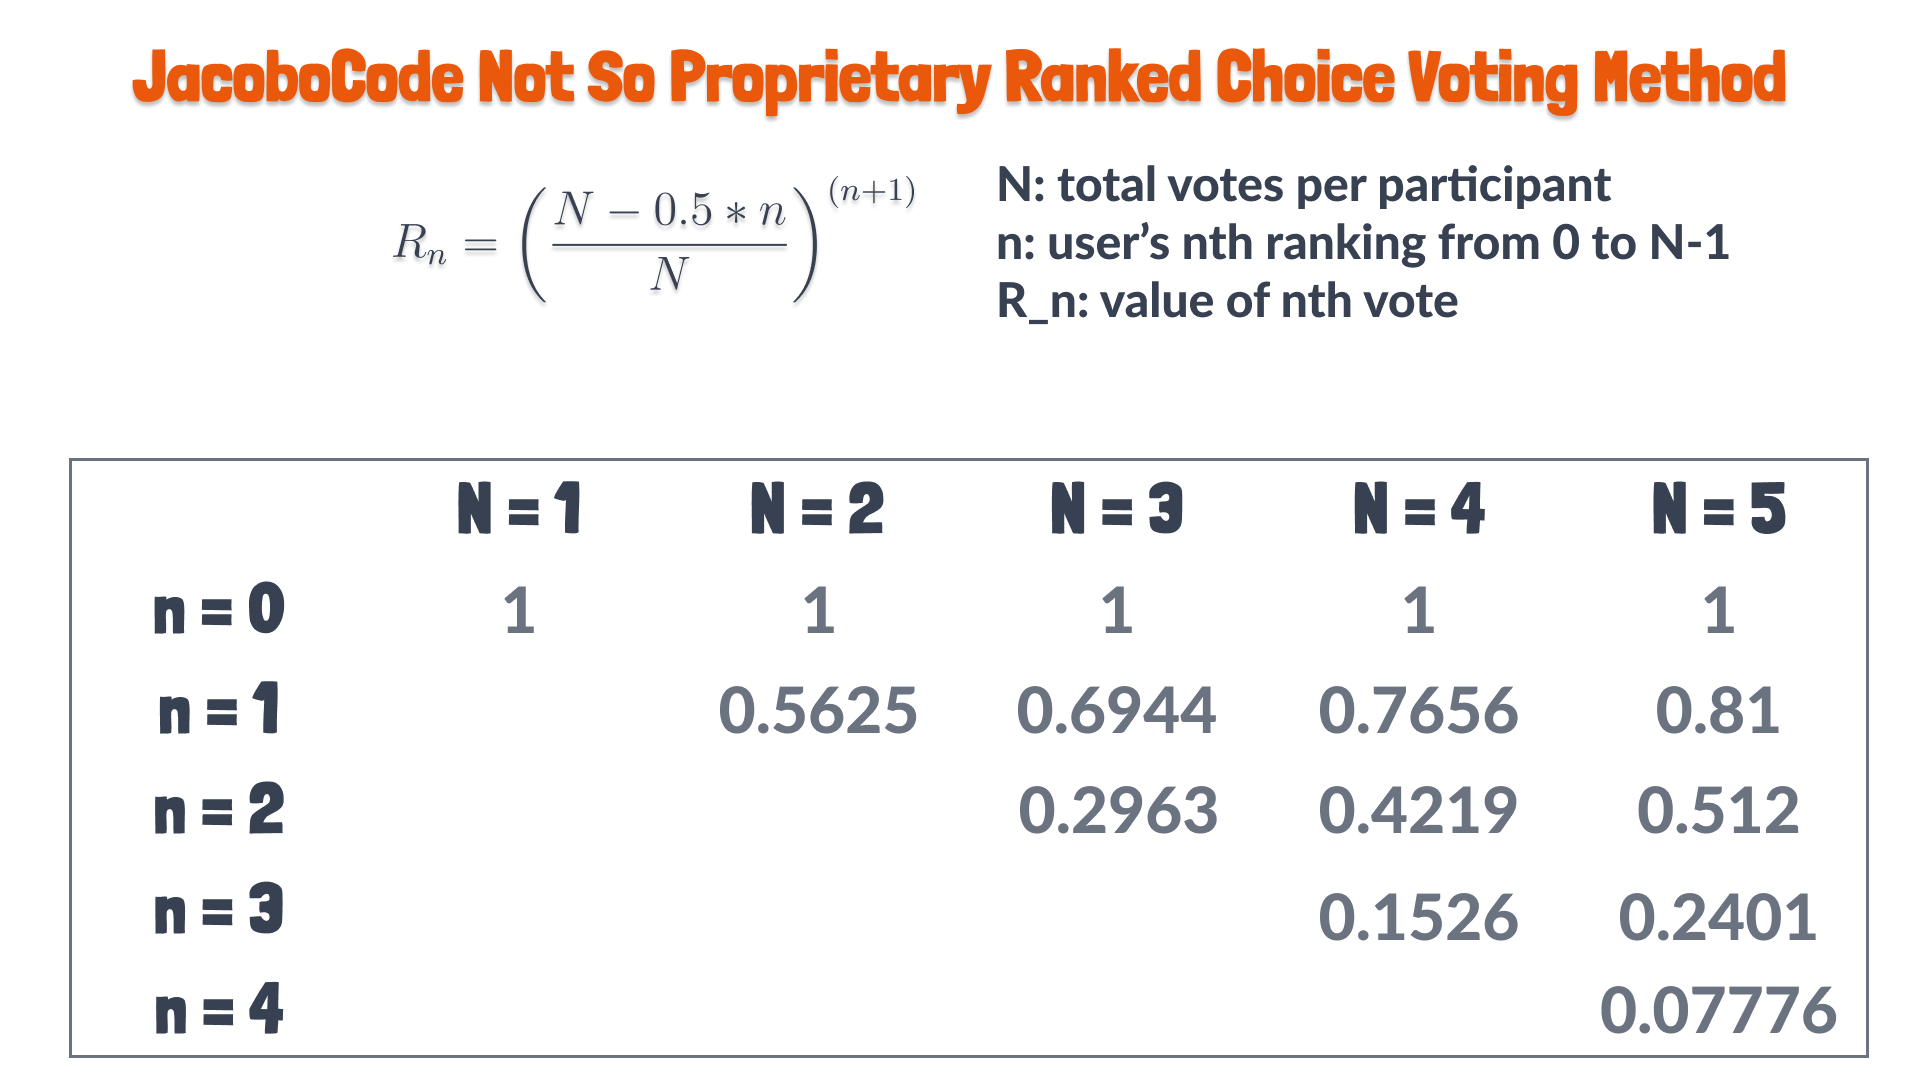 JacoboCode Not So Proprietary Ranked Choice Voting Method
R_n = \left( \frac{N - 0.5 * n}{N} \right)^{(n+1)}
N: total votes per participant
n: user’s nth ranking from 0 to N-1
R_n: value of nth vote
N = 1 N = 2 N = 3 N = 4 N = 5
n = 0 1 1 1 1 1
n = 1 0.5625 0.6944 0.7656 0.81
n = 2 0.2963 0.4219 0.512
n = 3 0.1526 0.2401
n = 4 0.07776